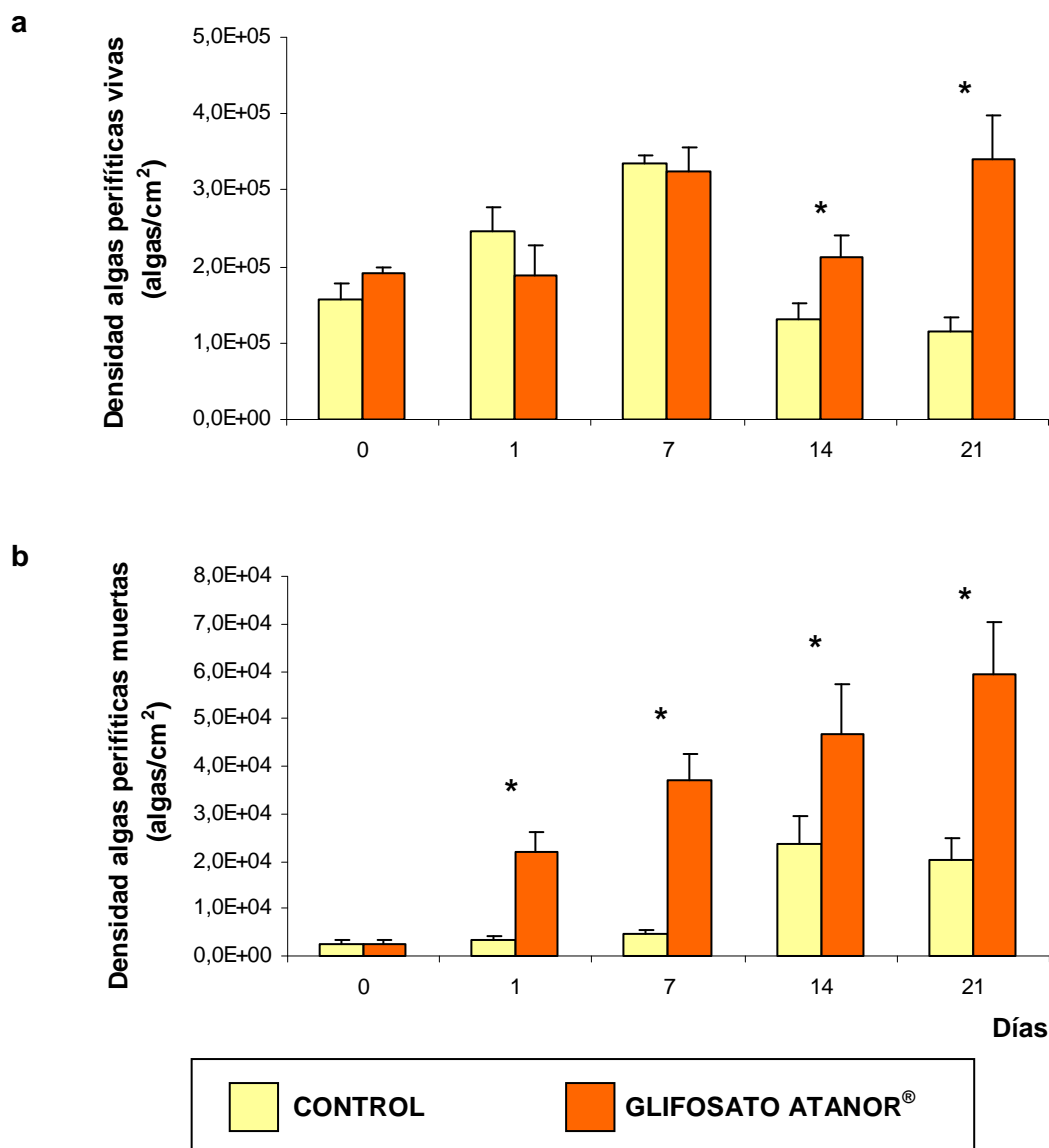 a
Densidad algas perifíticas vivas
(algas/cm²)
5,0E+05
4,0E+05
3,0E+05
2,0E+05
1,0E+05
0,0E+00
*
*
0 1 7 14 21
b
Densidad algas perifíticas muertas
(algas/cm²)
8,0E+04
7,0E+04
6,0E+04
5,0E+04
4,0E+04
3,0E+04
2,0E+04
1,0E+04
0,0E+00
*
*
*
*
0 1 7 14 21
Días
CONTROL GLIFOSATO ATANOR®